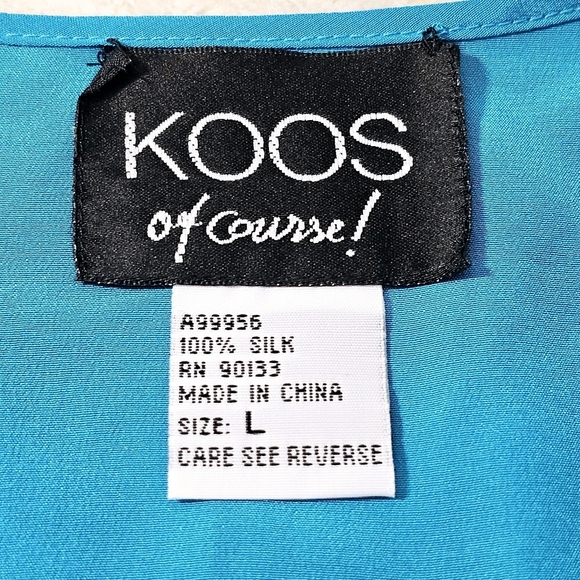 KOOS
of course!
A99956
100% SILK
RN 90133
MADE IN CHINA
SIZE: L
CARE SEE REVERSE